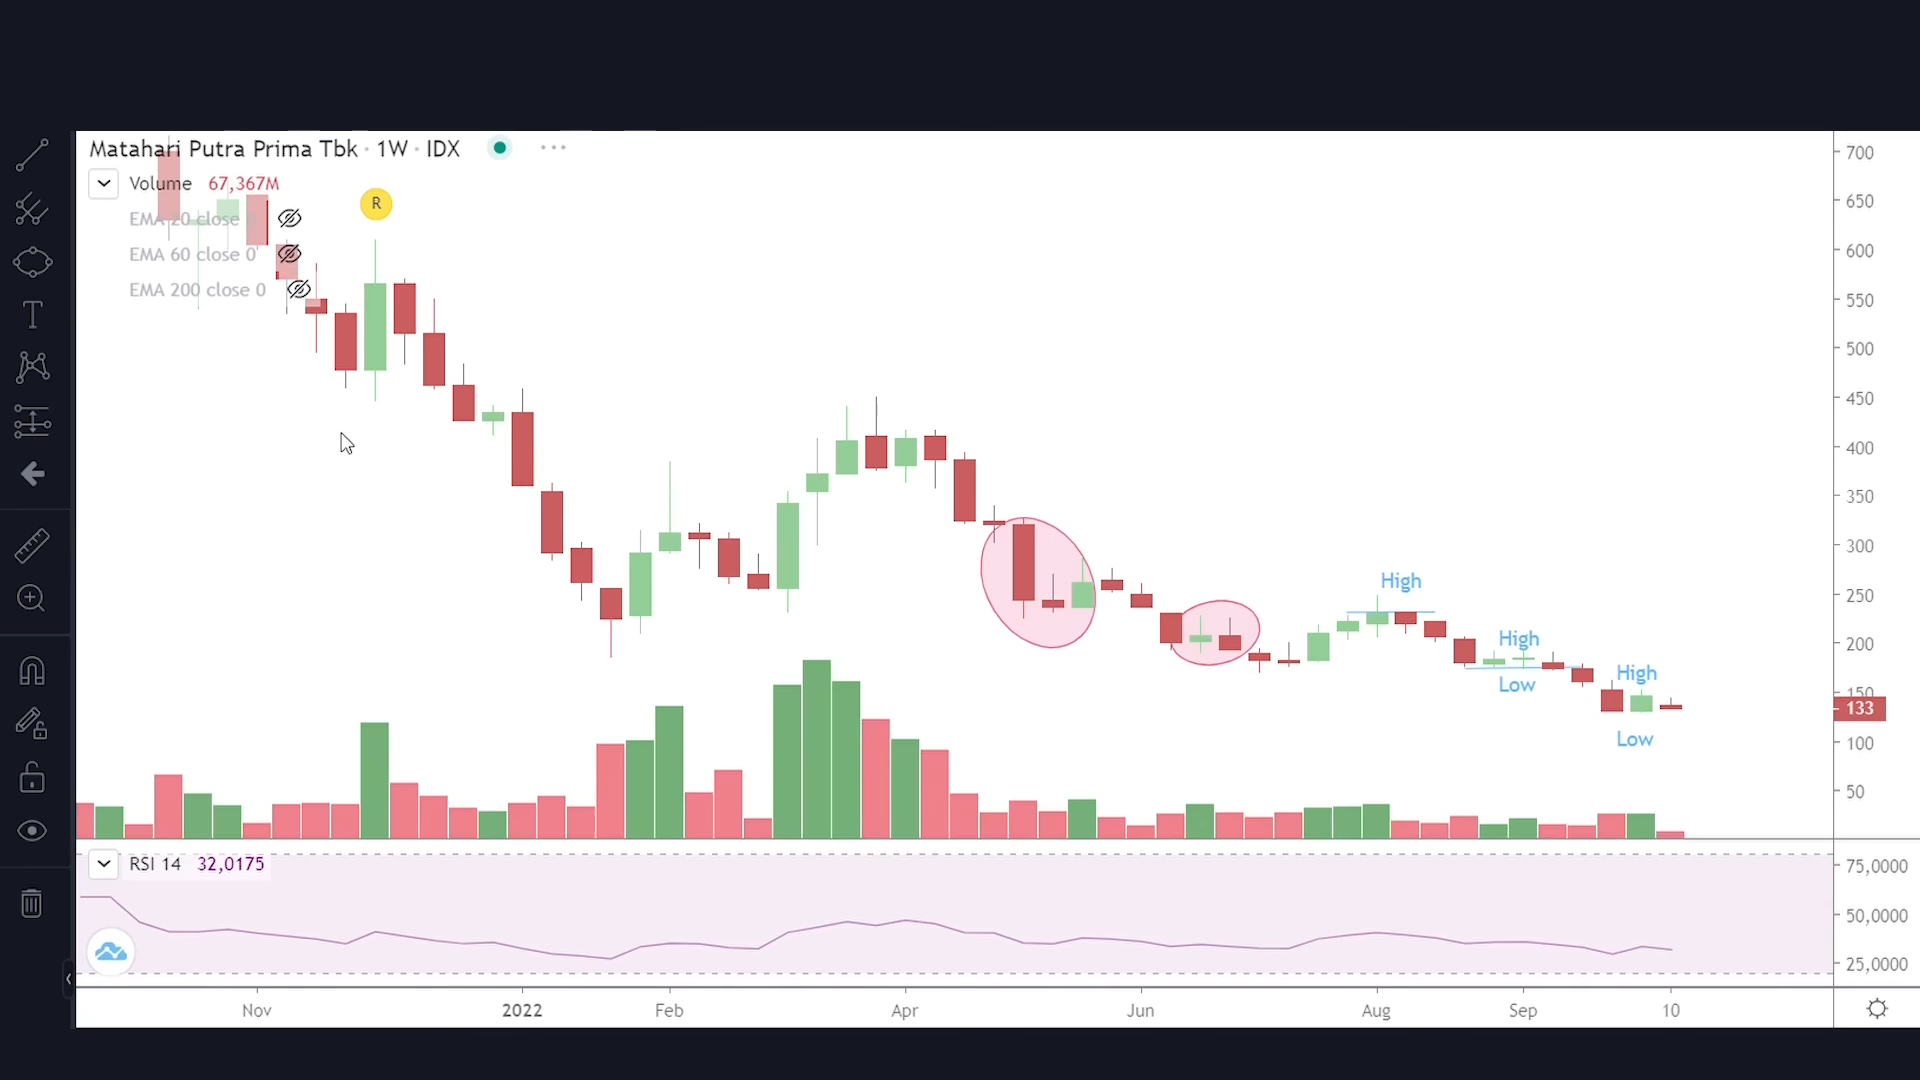 Matahari Putra Prima Tbk · 1W · IDX
Volume 67,367M
EMA 20 close
EMA 60 close 0
EMA 200 close 0
R
700
650
600
550
500
450
400
350
300
250
200
150
133
100
50
High
High
Low
High
Low
RSI 14 32,0175
75,0000
50,0000
25,0000
Nov 2022 Feb Apr Jun Aug Sep 10